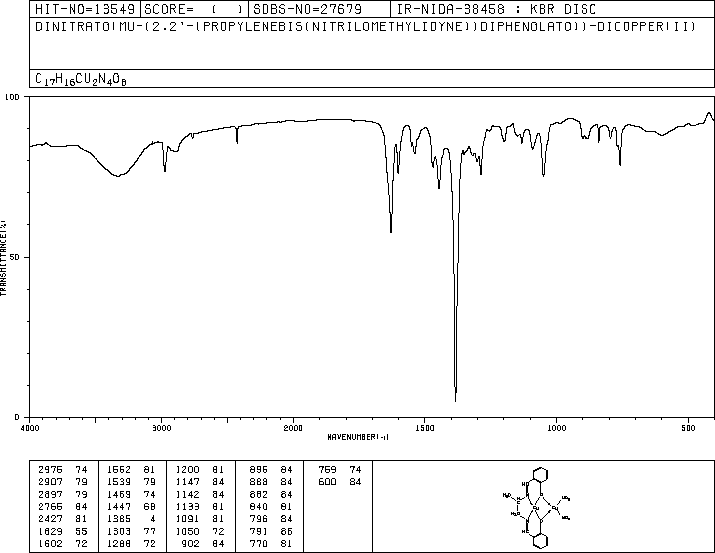 HIT-NO=13549 SCORE= ( ) SDBS-NO=27679 IR-NIDA-38458 : KBR DISC
DINITRATO(MU-(2.2'-(PROPYLENEBIS(NITRILOMETHYLIDYNE))DIPHENOLATO))-DICOPPER(II)
C17H16CU2N4O8
100
50
0
TRANSMITTANCE(%)
4000 3000 2000 1500 1000 500
WAVENUMBER(-1)
2975 74 1552 81 1200 81 896 84 759 74
2907 79 1539 79 1147 84 888 84 600 84
2897 79 1469 74 1142 84 882 84
2766 84 1447 68 1133 81 840 81
2427 81 1385 4 1091 81 796 84
1629 55 1303 77 1050 72 791 86
1602 72 1288 72 902 84 770 81